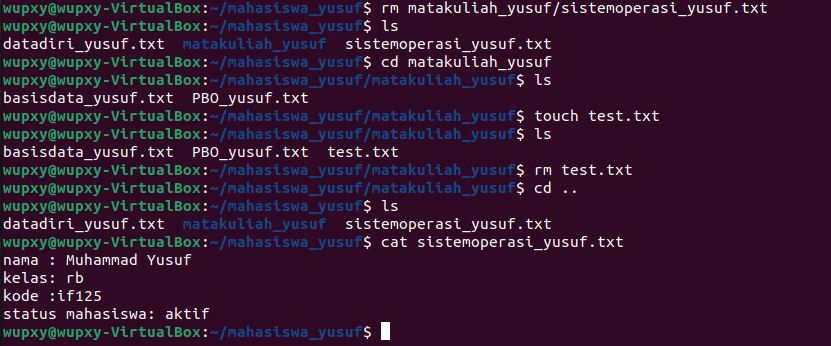 wupxy@wupxy-VirtualBox:~/mahasiswa_yusuf$ rm matakuliah_yusuf/sistemoperasi_yusuf.txt
wupxy@wupxy-VirtualBox:~/mahasiswa_yusuf$ ls
datadiri_yusuf.txt  matakuliah_yusuf  sistemoperasi_yusuf.txt
wupxy@wupxy-VirtualBox:~/mahasiswa_yusuf$ cd matakuliah_yusuf
wupxy@wupxy-VirtualBox:~/mahasiswa_yusuf/matakuliah_yusuf$ ls
basisdata_yusuf.txt  PBO_yusuf.txt
wupxy@wupxy-VirtualBox:~/mahasiswa_yusuf/matakuliah_yusuf$ touch test.txt
wupxy@wupxy-VirtualBox:~/mahasiswa_yusuf/matakuliah_yusuf$ ls
basisdata_yusuf.txt  PBO_yusuf.txt  test.txt
wupxy@wupxy-VirtualBox:~/mahasiswa_yusuf/matakuliah_yusuf$ rm test.txt
wupxy@wupxy-VirtualBox:~/mahasiswa_yusuf/matakuliah_yusuf$ cd ..
wupxy@wupxy-VirtualBox:~/mahasiswa_yusuf$ ls
datadiri_yusuf.txt  matakuliah_yusuf  sistemoperasi_yusuf.txt
wupxy@wupxy-VirtualBox:~/mahasiswa_yusuf$ cat sistemoperasi_yusuf.txt
nama : Muhammad Yusuf
kelas: rb
kode :if125
status mahasiswa: aktif
wupxy@wupxy-VirtualBox:~/mahasiswa_yusuf$